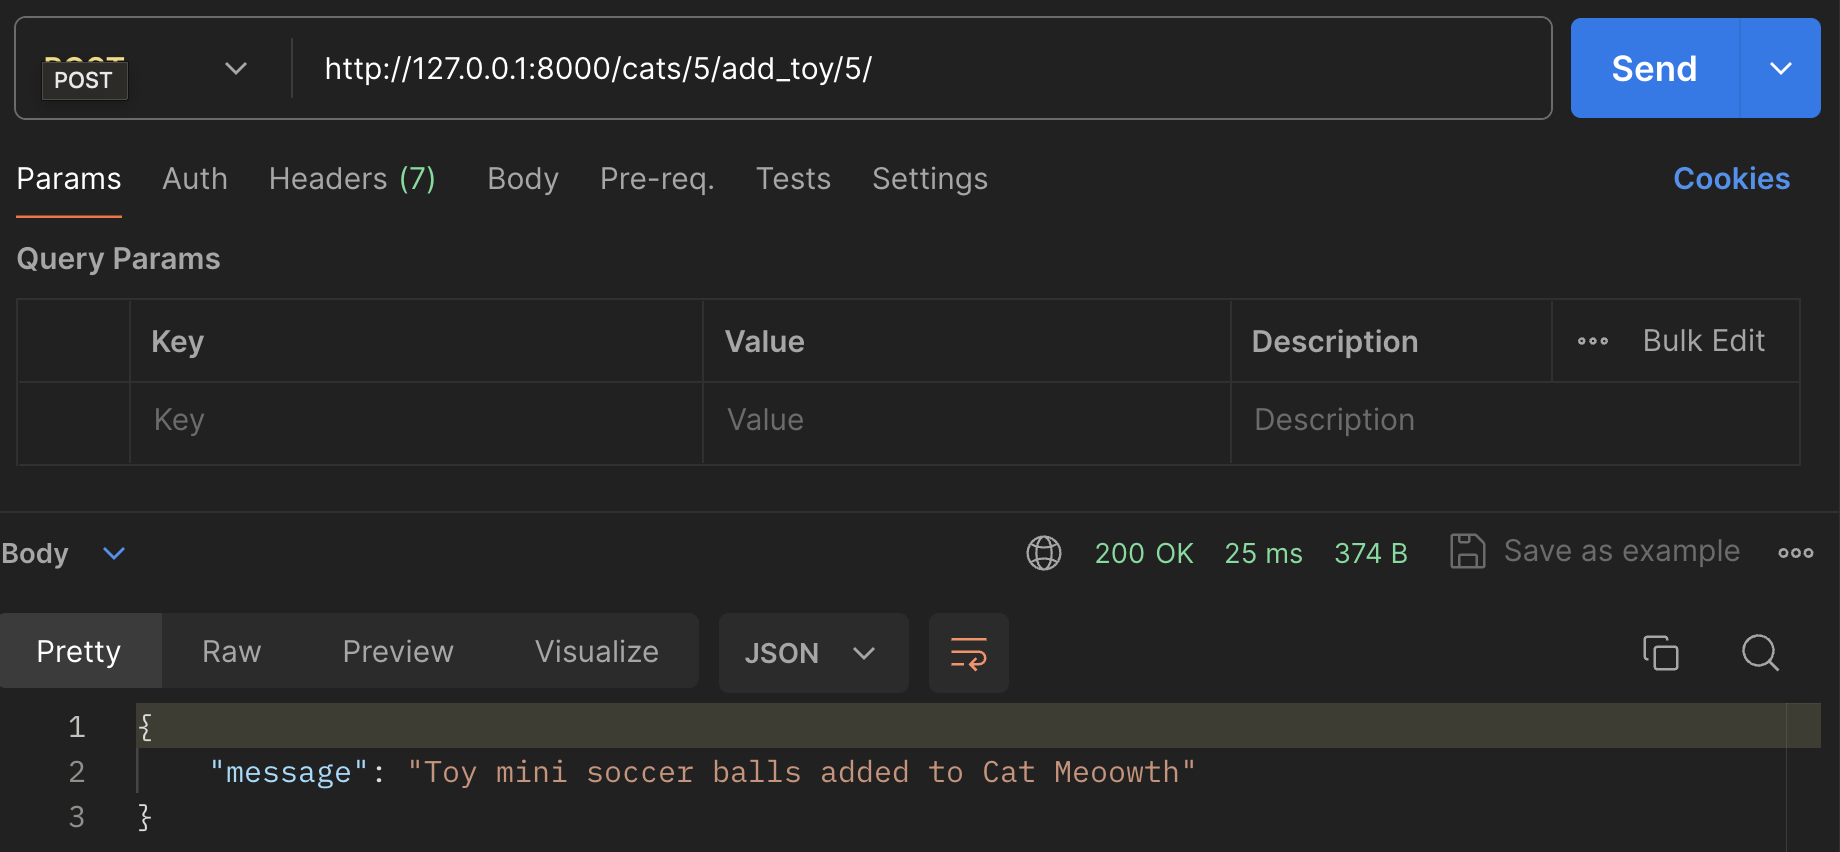 POST
http://127.0.0.1:8000/cats/5/add_toy/5/
Send
Params Auth Headers (7) Body Pre-req. Tests Settings Cookies
Query Params
Key Value Description Bulk Edit
Key Value Description
Body 200 OK 25 ms 374 B Save as example
Pretty Raw Preview Visualize JSON
1 {
2 "message": "Toy mini soccer balls added to Cat Meoowth"
3 }